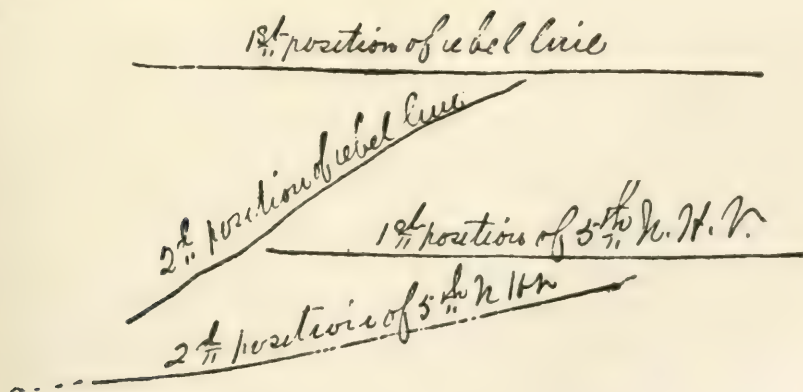 1st position of rebel line
2d position of rebel line
1st position of 5th N. H. V.
2d position of 5th N H V